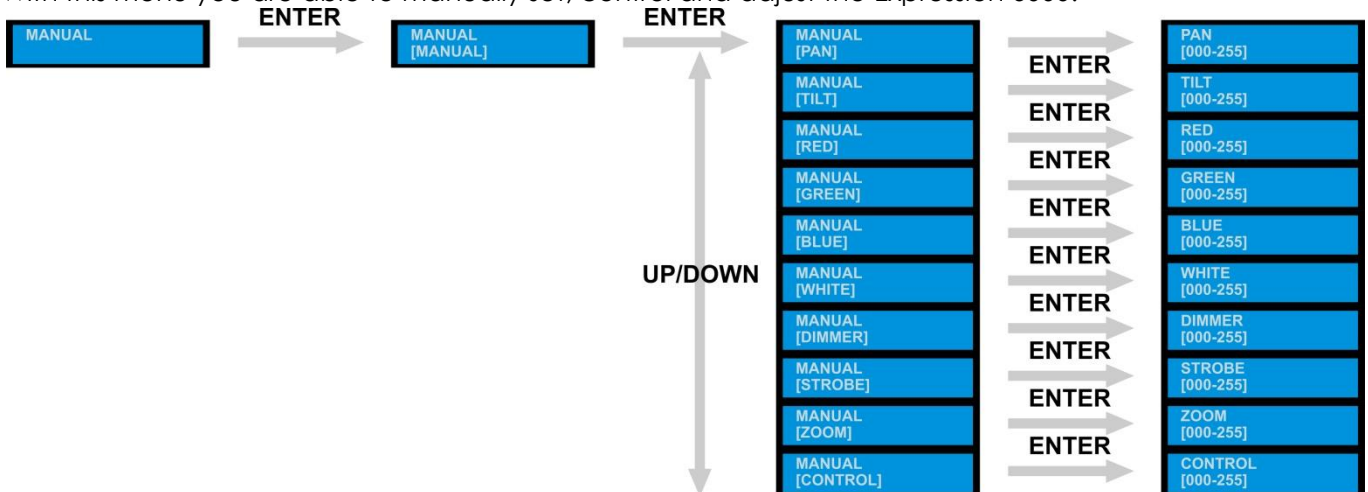 With this menu you are able to manually set, control and adjust the Expression
ENTER
ENTER
MANUAL
MANUAL
[MANUAL]
UP/DOWN
MANUAL
[PAN]
ENTER
PAN
[000-255]
MANUAL
[TILT]
ENTER
TILT
[000-255]
MANUAL
[RED]
ENTER
RED
[000-255]
MANUAL
[GREEN]
ENTER
GREEN
[000-255]
MANUAL
[BLUE]
ENTER
BLUE
[000-255]
MANUAL
[WHITE]
ENTER
WHITE
[000-255]
MANUAL
[DIMMER]
ENTER
DIMMER
[000-255]
MANUAL
[STROBE]
ENTER
STROBE
[000-255]
MANUAL
[ZOOM]
ENTER
ZOOM
[000-255]
MANUAL
[CONTROL]
CONTROL
[000-255]